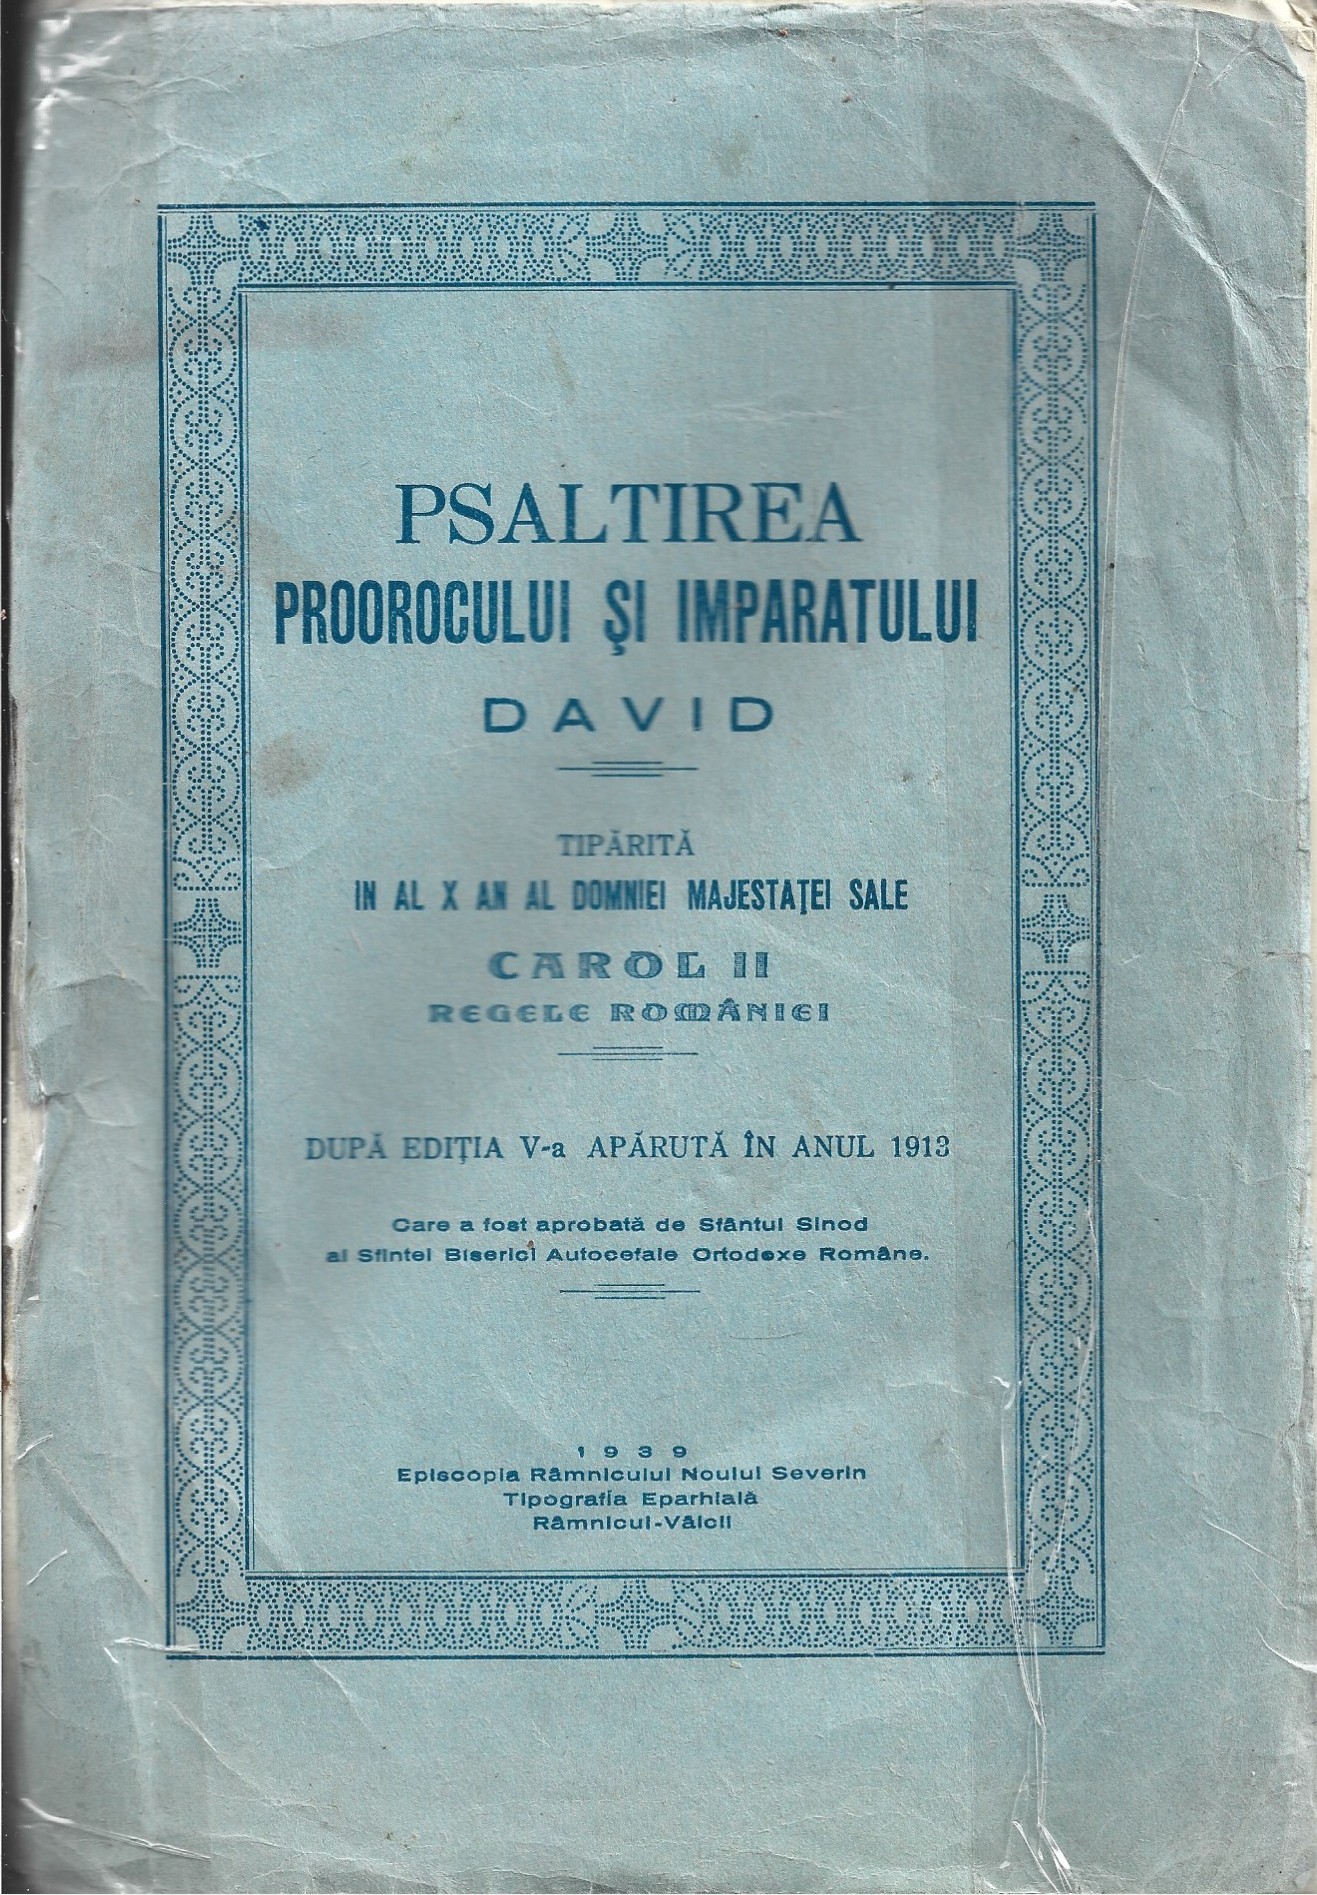 PSALTIREA
PROOROCULUI ŞI IMPARATULUI
DAVID
TIPĂRITĂ
IN AL X AN AL DOMNIEI MAJESTAŢEI SALE
CAROL II
REGELE ROMÂNIEI
DUPĂ EDIŢIA V-a APĂRUTĂ ÎN ANUL 1913
Care a fost aprobată de Sfântul Sinod
al Sfintei Biserici Autocefale Ortodoxe Române.
1939
Episcopia Râmnicului Noului Severin
Tipografia Eparhială
Râmnicul-Vâlcii